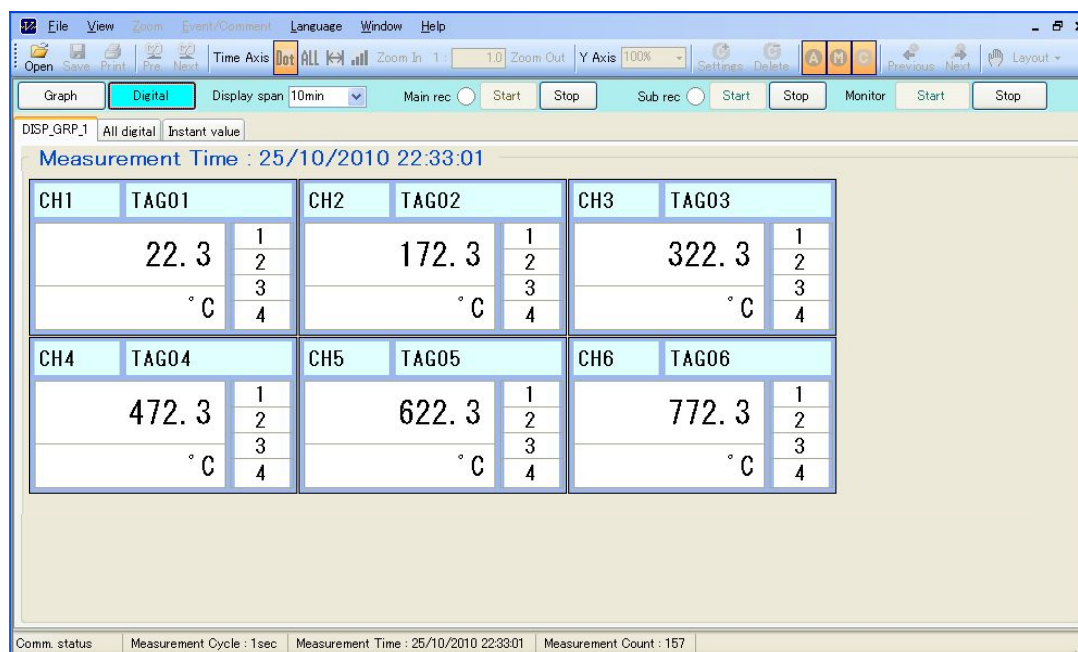 File View Zoom Event/Comment Language Window Help
Open Save Print Pre Next Time Axis Dot ALL Zoom In 1 : 1.0 Zoom Out Y Axis 100% Settings Delete A M C Previous Next Layout
Graph Digital Display span 10min Main rec Start Stop Sub rec Start Stop Monitor Start Stop
DISP_GRP_1 All digital Instant value
Measurement Time : 25/10/2010 22:33:01
CH1 TAG01 CH2 TAG02 CH3 TAG03
22.3 1 172.3 1 322.3 1
2 2 2
°C 3 °C 3 °C 3
4 4 4
CH4 TAG04 CH5 TAG05 CH6 TAG06
472.3 1 622.3 1 772.3 1
2 2 2
°C 3 °C 3 °C 3
4 4 4
Comm. status Measurement Cycle : 1sec Measurement Time : 25/10/2010 22:33:01 Measurement Count : 157